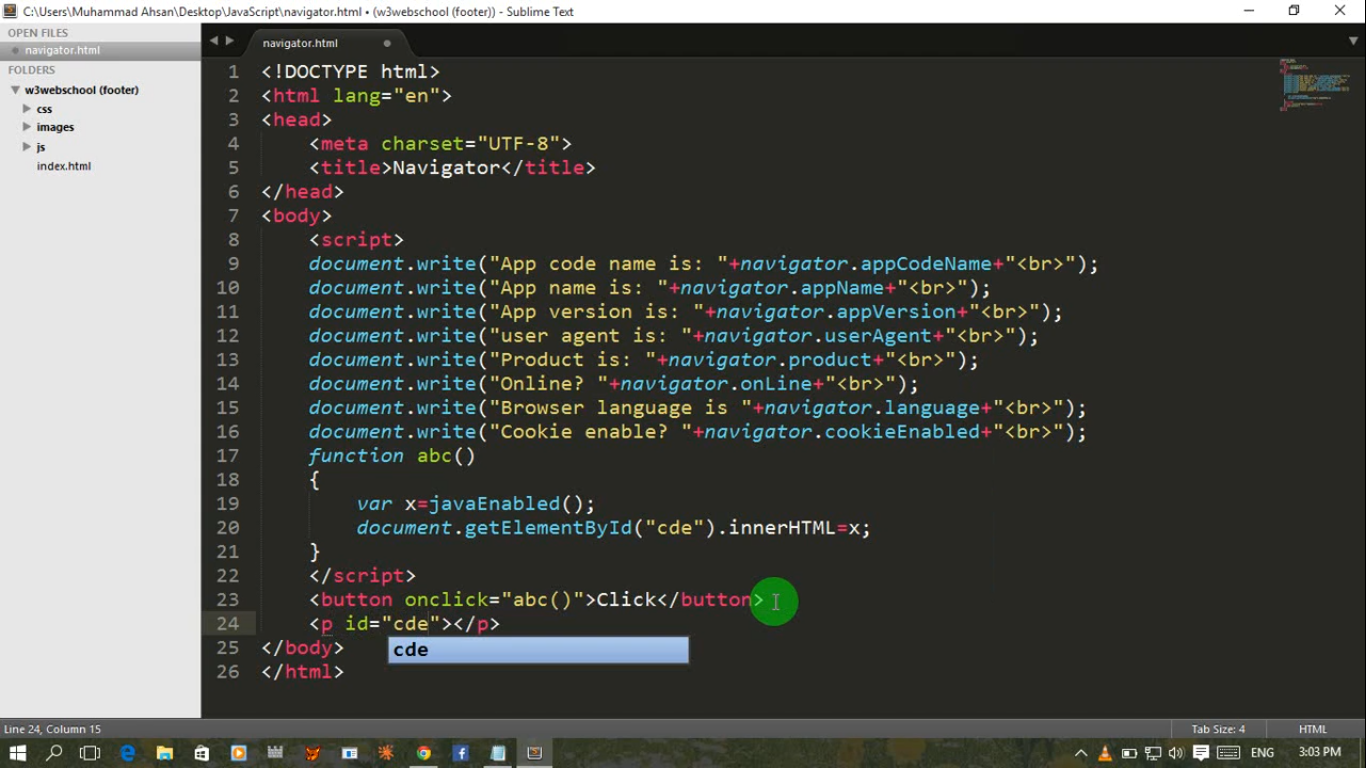 C:\Users\Muhammad Ahsan\Desktop\JavaScript\navigator.html • (w3webschool (footer)) - Sublime Text
OPEN FILES
navigator.html
FOLDERS
w3webschool (footer)
css
images
js
index.html
navigator.html
1 <!DOCTYPE html>
2 <html lang="en">
3 <head>
4     <meta charset="UTF-8">
5     <title>Navigator</title>
6 </head>
7 <body>
8     <script>
9     document.write("App code name is: "+navigator.appCodeName+"<br>");
10     document.write("App name is: "+navigator.appName+"<br>");
11     document.write("App version is: "+navigator.appVersion+"<br>");
12     document.write("user agent is: "+navigator.userAgent+"<br>");
13     document.write("Product is: "+navigator.product+"<br>");
14     document.write("Online? "+navigator.onLine+"<br>");
15     document.write("Browser language is "+navigator.language+"<br>");
16     document.write("Cookie enable? "+navigator.cookieEnabled+"<br>");
17     function abc()
18     {
19         var x=javaEnabled();
20         document.getElementById("cde").innerHTML=x;
21     }
22     </script>
23     <button onclick="abc()">Click</button>
24     <p id="cde"></p>
25 </body>
cde
26 </html>
Line 24, Column 15
Tab Size: 4
HTML
ENG
3:03 PM